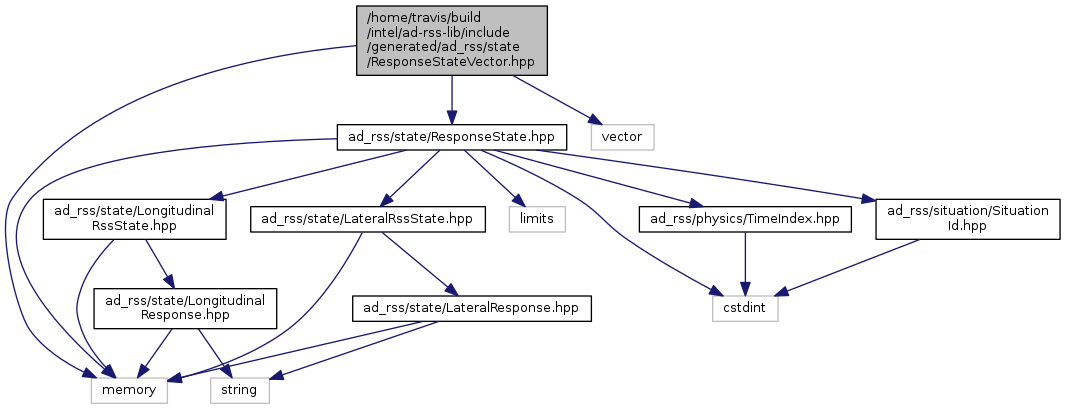 /home/travis/build
/intel/ad-rss-lib/include
/generated/ad_rss/state
/ResponseStateVector.hpp
ad_rss/state/ResponseState.hpp
vector
ad_rss/state/Longitudinal
RssState.hpp
ad_rss/state/LateralRssState.hpp
limits
ad_rss/physics/TimeIndex.hpp
ad_rss/situation/Situation
Id.hpp
ad_rss/state/Longitudinal
Response.hpp
ad_rss/state/LateralResponse.hpp
cstdint
memory
string